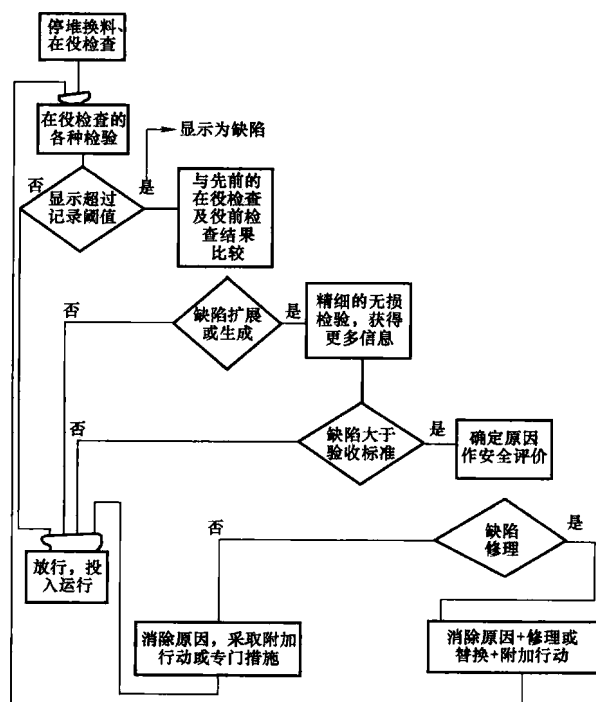 停堆换料、
在役检查
在役检查的
各种检验
显示为缺陷
否
显示超过
记录阈值
是
与先前的
在役检查
及役前检
查结果
比较
否
缺陷扩展
或生成
是
精细的无损
检验，获得
更多信息
否
缺陷大于
验收标准
是
确定原因
作安全评价
否
缺陷
修理
是
放行，投
入运行
消除原因，采取附加
行动或专门措施
消除原因+修理或
替换+附加行动